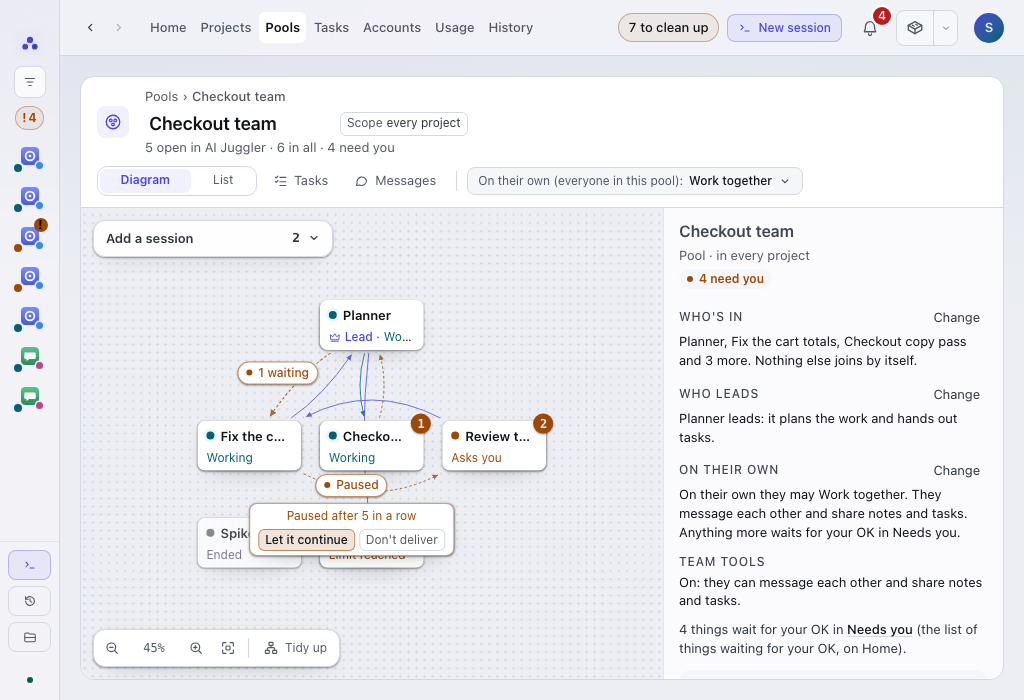 Home Projects Pools Tasks Accounts Usage History
7 to clean up
New session
4
S
! 4
!
Pools › Checkout team
Checkout team
Scope every project
5 open in AI Juggler · 6 in all · 4 need you
Diagram
List
Tasks
Messages
On their own (everyone in this pool): Work together
Add a session 2
Planner
Lead · Wo...
1 waiting
Fix the c...
Working
Checko...
Working
1
Review t...
Asks you
2
Paused
Paused after 5 in a row
Let it continue
Don't deliver
Ended
Limit reached
45%
Tidy up
Checkout team
Pool · in every project
4 need you
WHO'S IN
Change
Planner, Fix the cart totals, Checkout copy pass
and 3 more. Nothing else joins by itself.
WHO LEADS
Change
Planner leads: it plans the work and hands out
tasks.
ON THEIR OWN
Change
On their own they may Work together. They
message each other and share notes and tasks.
Anything more waits for your OK in Needs you.
TEAM TOOLS
On: they can message each other and share notes
and tasks.
4 things wait for your OK in Needs you (the list of
things waiting for your OK, on Home).